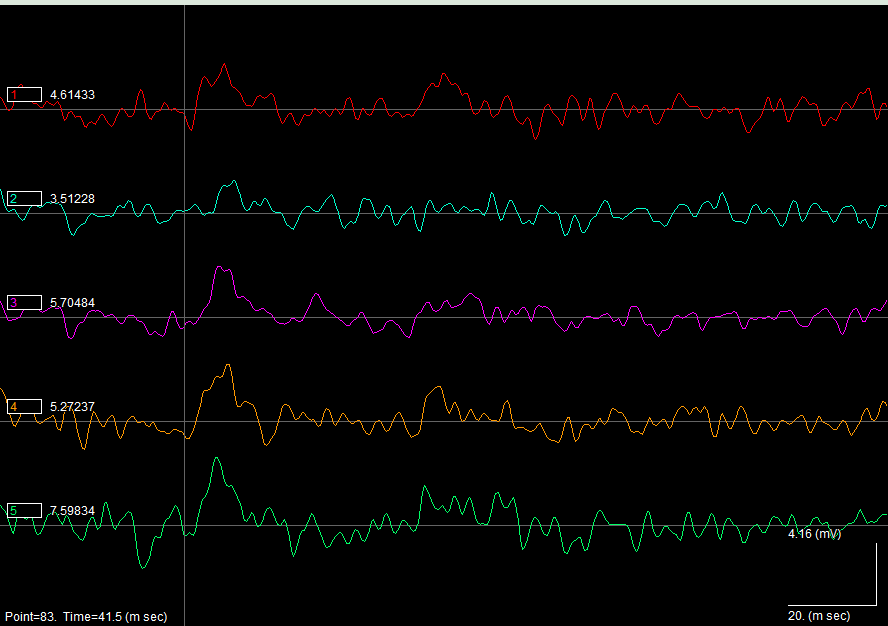 1 4.61433
2 3.51228
3 5.70484
4 5.27237
5 7.59834
4.16 (mV)
20. (m sec)
Point=83. Time=41.5 (m sec)